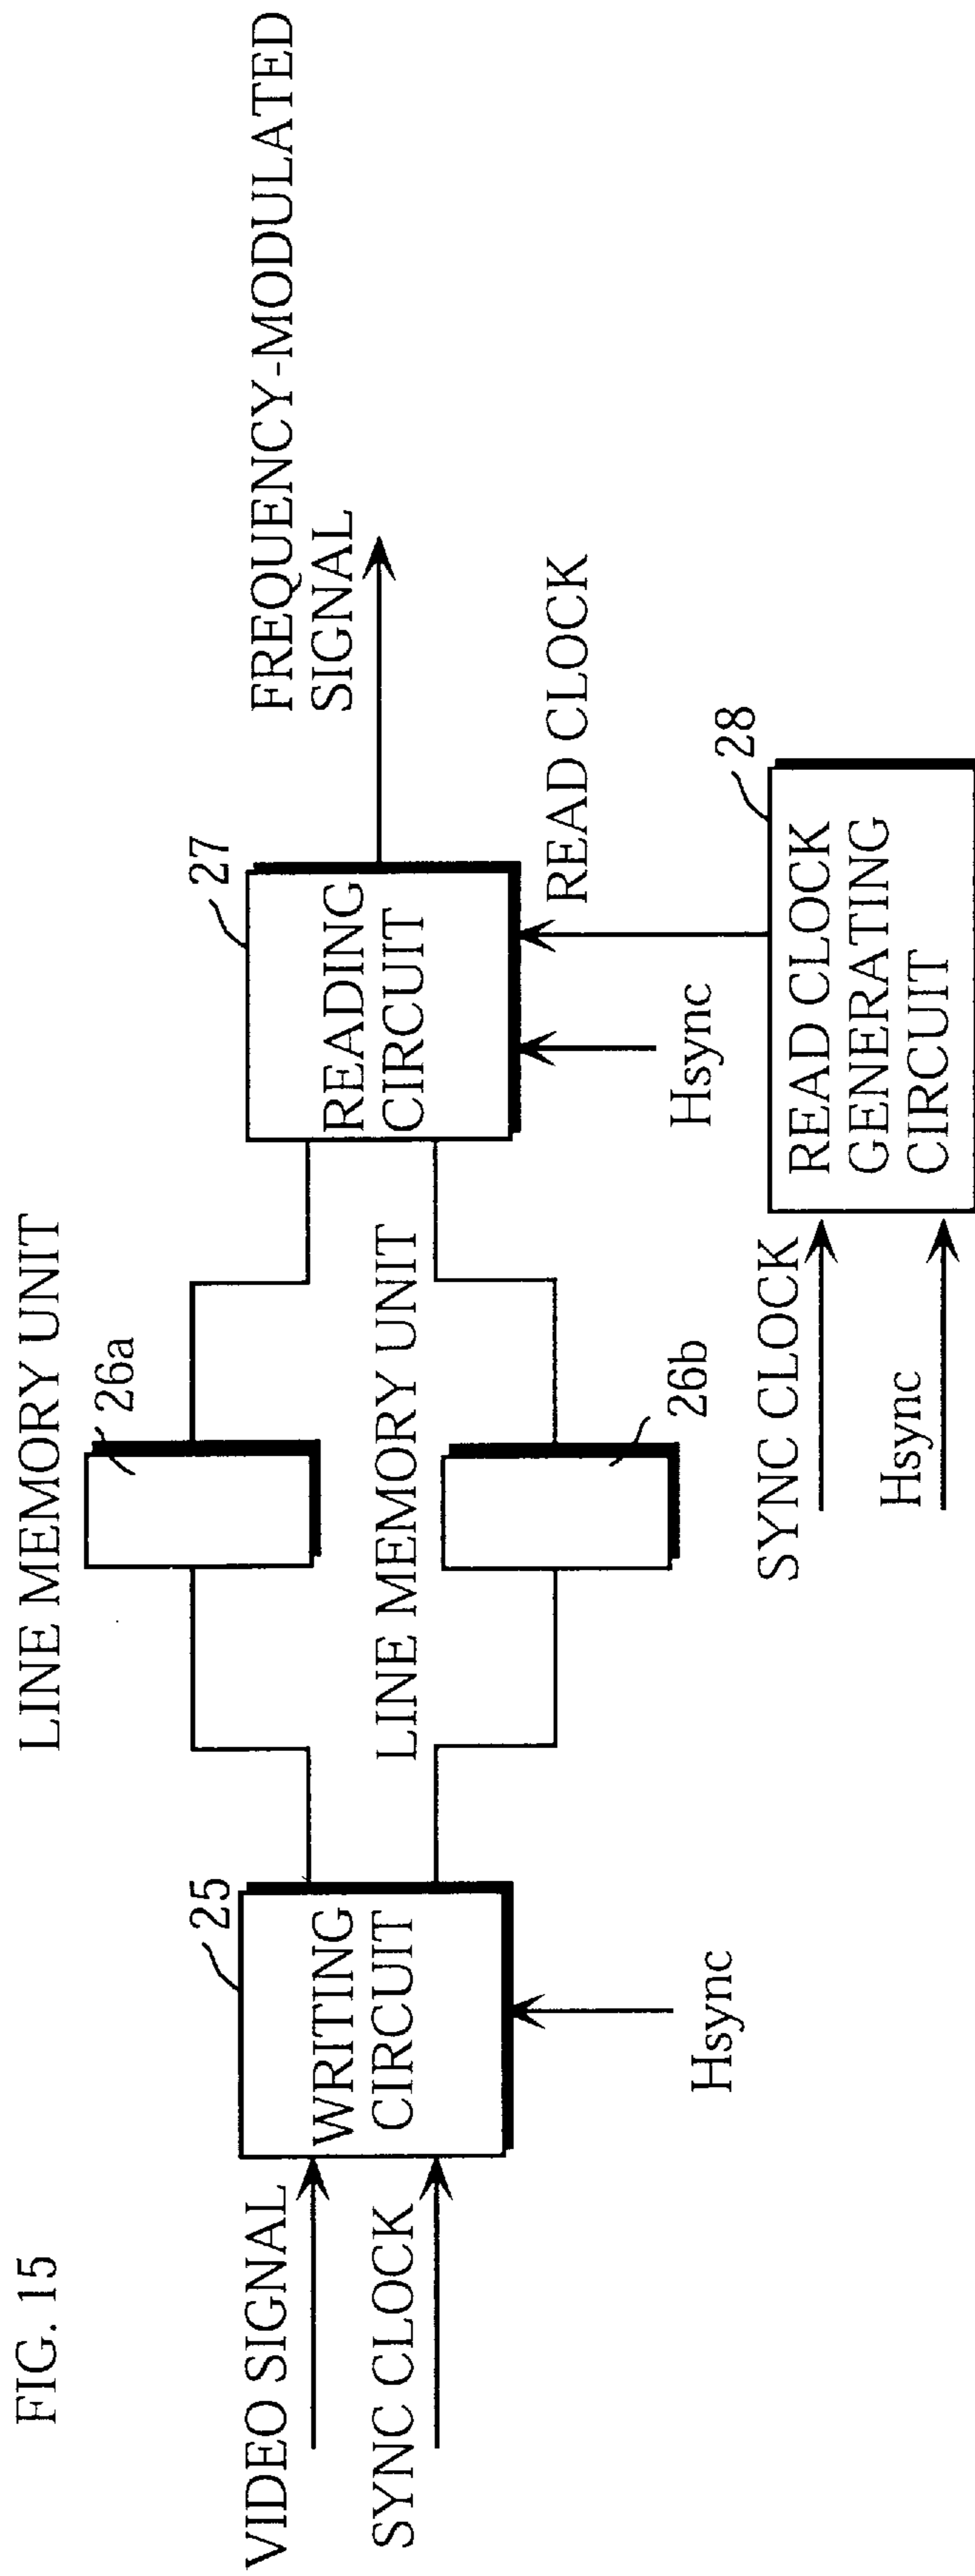 FIG. 15
LINE MEMORY UNIT
26a
VIDEO SIGNAL
SYNC CLOCK
25
WRITING
CIRCUIT
Hsync
LINE MEMORY UNIT
26b
27
READING
CIRCUIT
FREQUENCY-MODULATED
SIGNAL
READ CLOCK
Hsync
SYNC CLOCK
Hsync
28
READ CLOCK
GENERATING
CIRCUIT